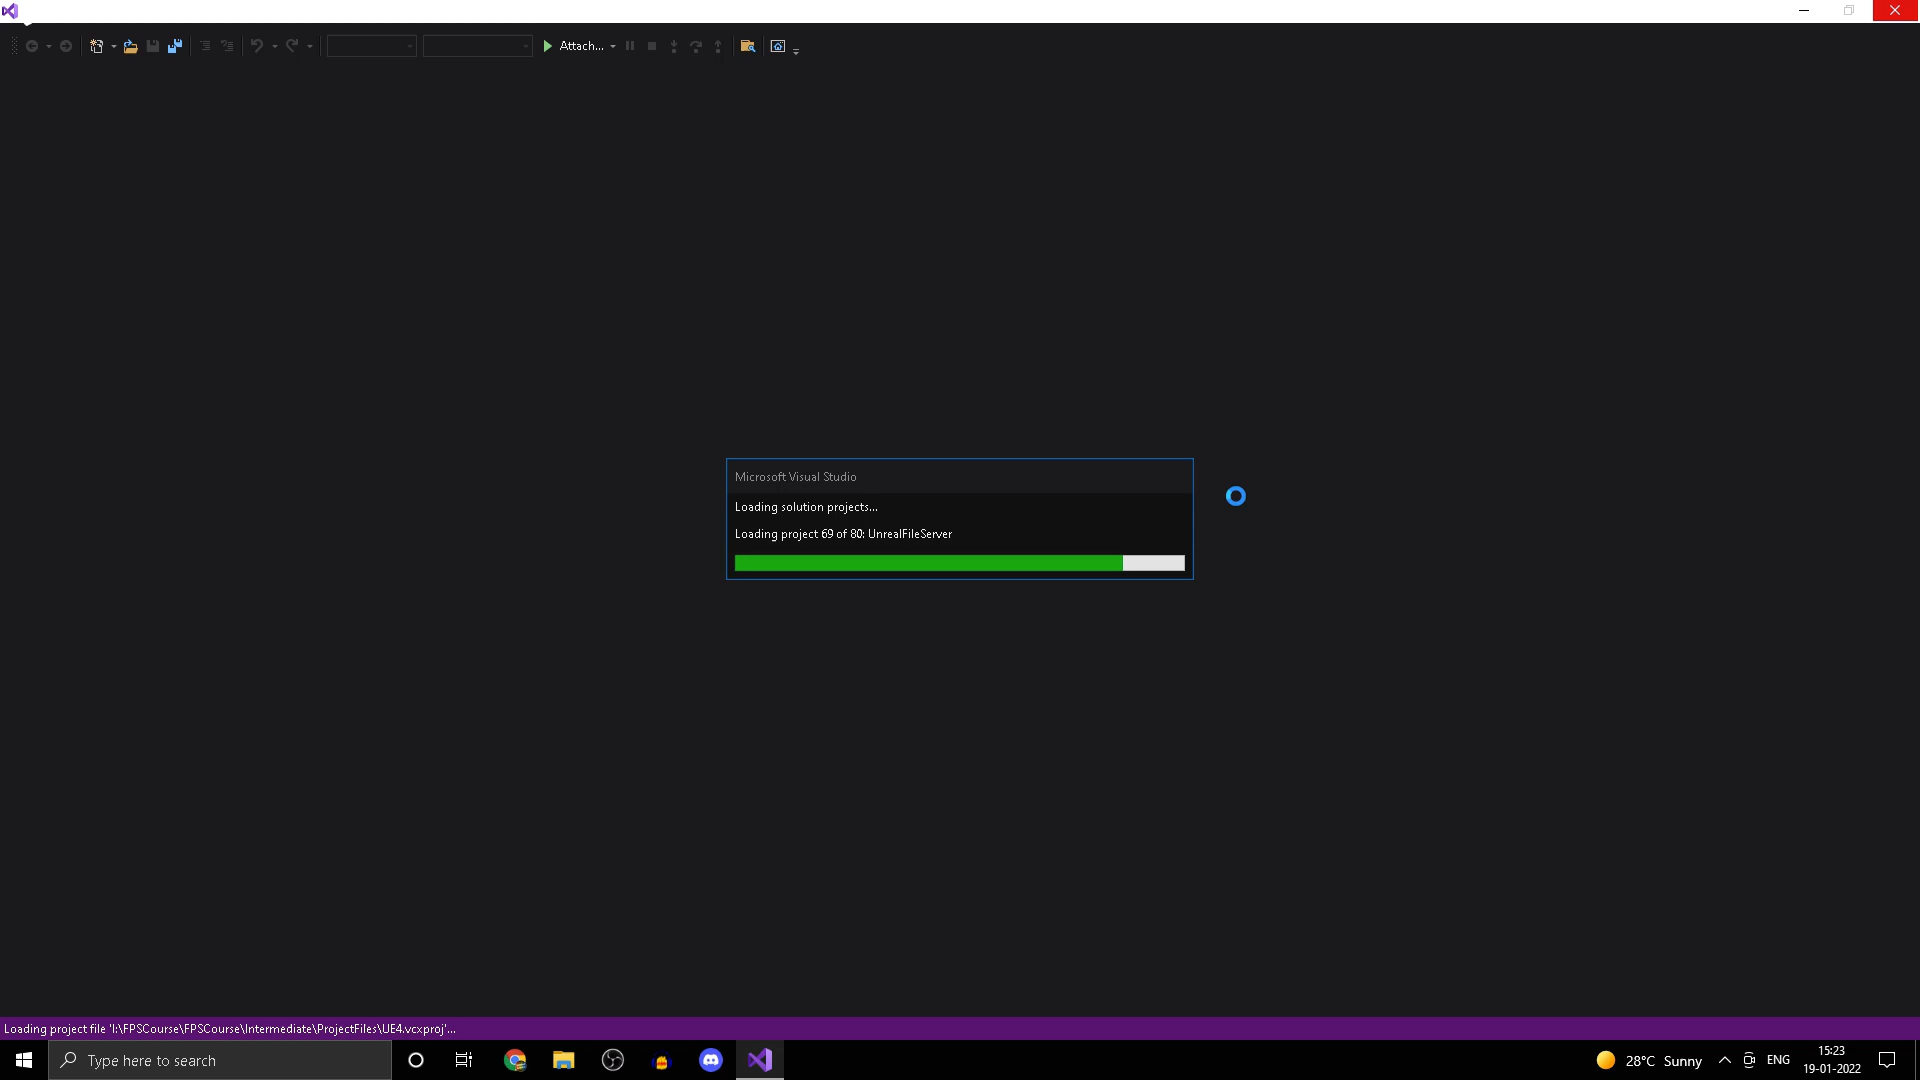 Attach...
Microsoft Visual Studio
Loading solution projects...
Loading project 69 of 80: UnrealFileServer
Loading project file 'I:\FPSCourse\FPSCourse\Intermediate\ProjectFiles\UE4.vcxproj'...
Type here to search
28°C Sunny
ENG
15:23
19-01-2022